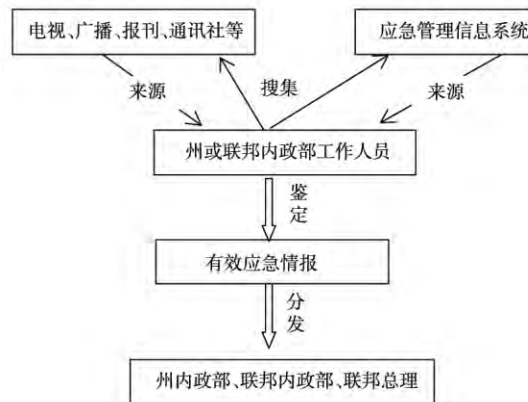 电视、广播、报刊、通讯社等
应急管理信息系统
来源
搜集
来源
州或联邦内政部工作人员
鉴定
有效应急情报
分发
州内政部、联邦内政部、联邦总理